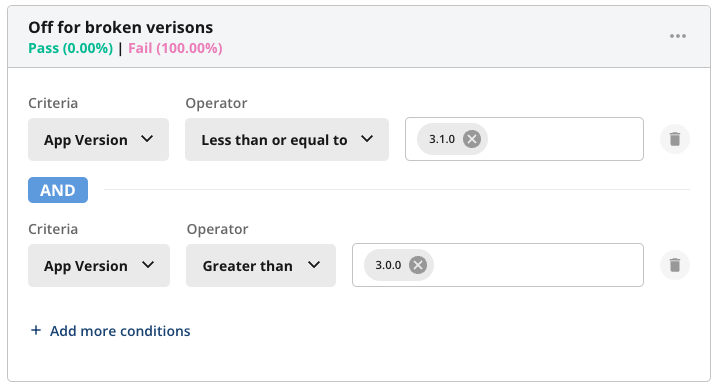 Off for broken verisons
Pass (0.00%) | Fail (100.00%)
Criteria Operator
App Version Less than or equal to 3.1.0
AND
Criteria Operator
App Version Greater than 3.0.0
+ Add more conditions